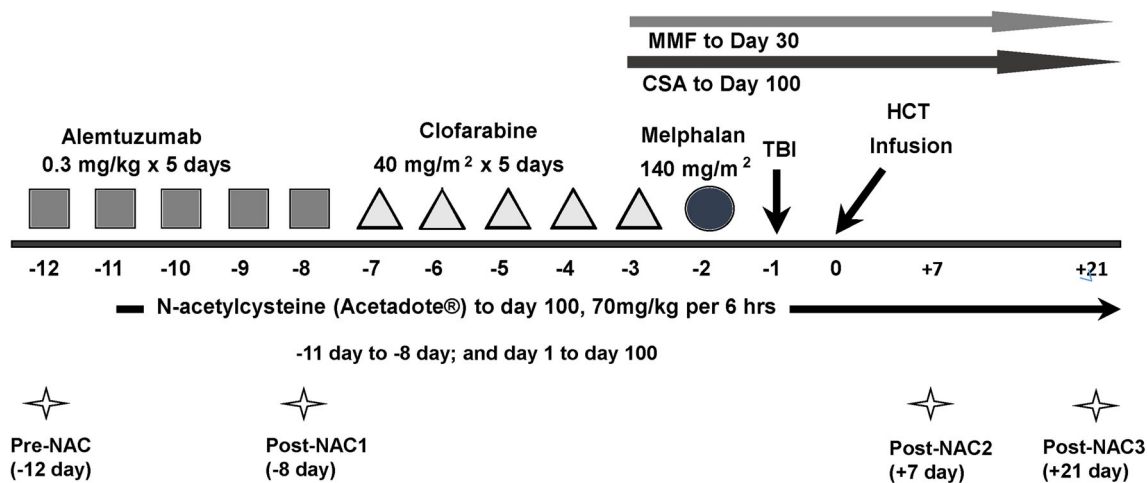 MMF to Day 30
CSA to Day 100
Alemtuzumab
0.3 mg/kg x 5 days
Clofarabine
40 mg/m² x 5 days
Melphalan
140 mg/m²
TBI
HCT
Infusion
-12 -11 -10 -9 -8 -7 -6 -5 -4 -3 -2 -1 0 +7 +21
N-acetylcysteine (Acetadote®) to day 100, 70mg/kg per 6 hrs
-11 day to -8 day; and day 1 to day 100
Pre-NAC
(-12 day)
Post-NAC1
(-8 day)
Post-NAC2
(+7 day)
Post-NAC3
(+21 day)